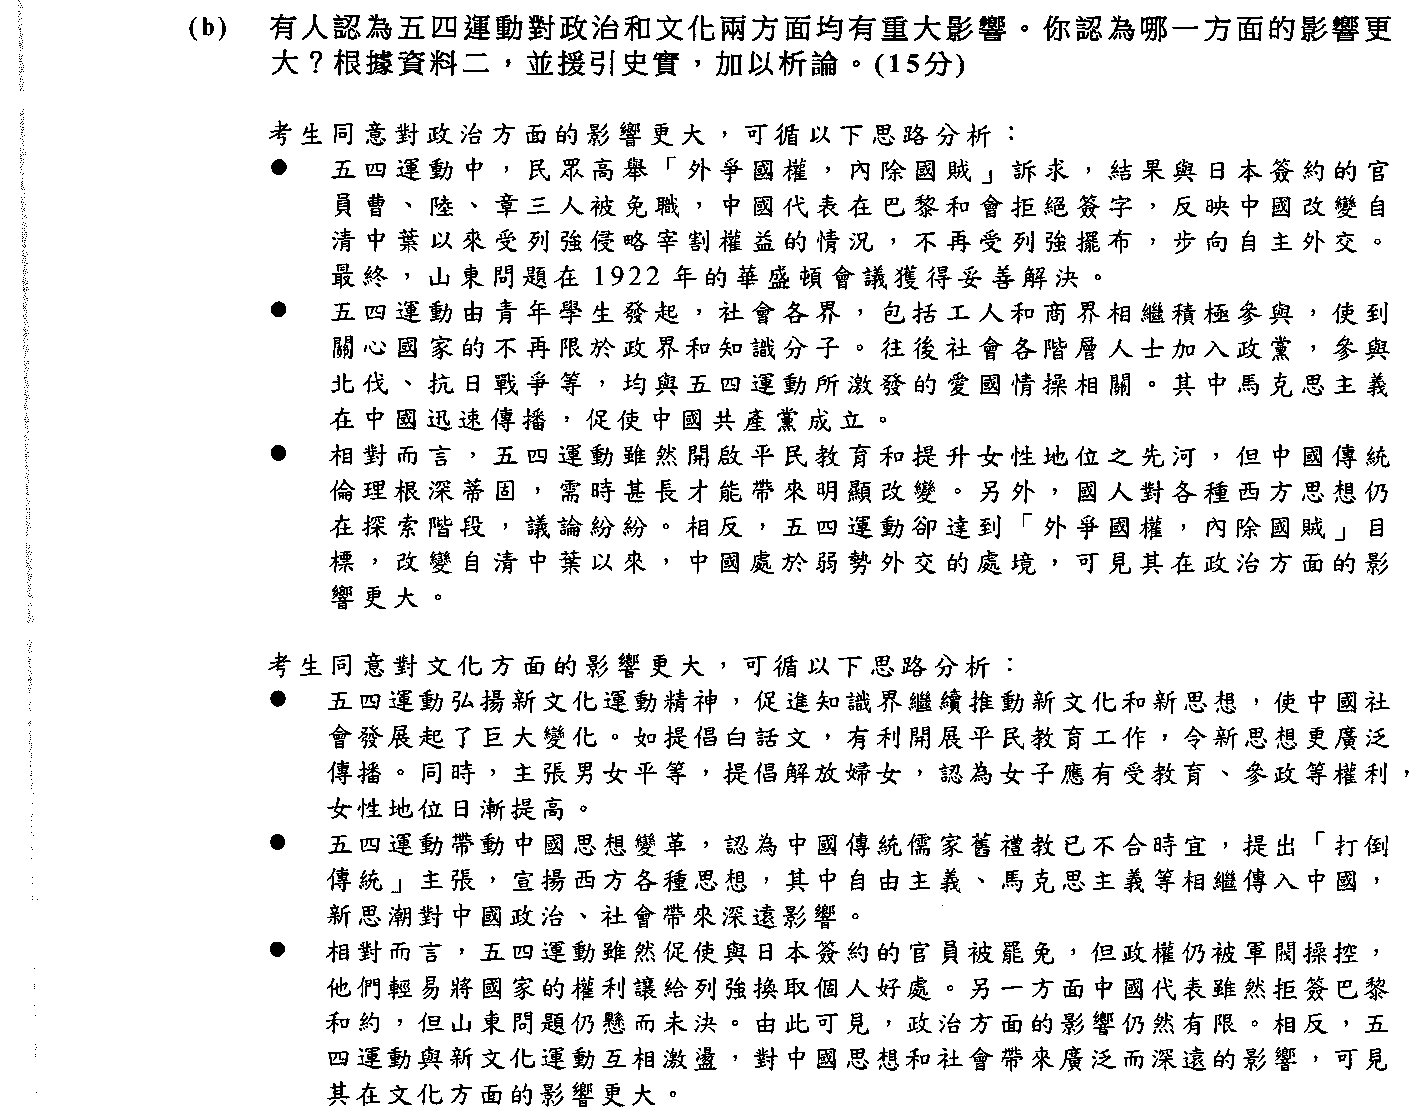 (b) 有人認為五四運動對政治和文化兩方面均有重大影響。你認為哪一方面的影響更
大？根據資料二，並援引史實，加以析論。(15分)
考生同意對政治方面的影響更大，可循以下思路分析：
● 五四運動中，民眾高舉「外爭國權，內除國賊」訴求，結果與日本簽約的官
員曹、陸、章三人被免職，中國代表在巴黎和會拒絕簽字，反映中國改變自
清中葉以來受列強侵略宰割權益的情況，不再受列強擺布，步向自主外交。
最終，山東問題在 1922 年的華盛頓會議獲得妥善解決。
● 五四運動由青年學生發起，社會各界，包括工人和商界相繼積極參與，使到
關心國家的不再限於政界和知識分子。往後社會各階層人士加入政黨，參與
北伐、抗日戰爭等，均與五四運動所激發的愛國情操相關。其中馬克思主義
在中國迅速傳播，促使中國共產黨成立。
● 相對而言，五四運動雖然開啟平民教育和提升女性地位之先河，但中國傳統
倫理根深蒂固，需時甚長才能帶來明顯改變。另外，國人對各種西方思想仍
在探索階段，議論紛紛。相反，五四運動卻達到「外爭國權，內除國賊」目
標，改變自清中葉以來，中國處於弱勢外交的處境，可見其在政治方面的影
響更大。
考生同意對文化方面的影響更大，可循以下思路分析：
● 五四運動弘揚新文化運動精神，促進知識界繼續推動新文化和新思想，使中國社
會發展起了巨大變化。如提倡白話文，有利開展平民教育工作，令新思想更廣泛
傳播。同時，主張男女平等，提倡解放婦女，認為女子應有受教育、參政等權利，
女性地位日漸提高。
● 五四運動帶動中國思想變革，認為中國傳統儒家舊禮教已不合時宜，提出「打倒
傳統」主張，宣揚西方各種思想，其中自由主義、馬克思主義等相繼傳入中國，
新思潮對中國政治、社會帶來深遠影響。
● 相對而言，五四運動雖然促使與日本簽約的官員被罷免，但政權仍被軍閥操控，
他們輕易將國家的權利讓給列強換取個人好處。另一方面中國代表雖然拒簽巴黎
和約，但山東問題仍懸而未決。由此可見，政治方面的影響仍然有限。相反，五
四運動與新文化運動互相激盪，對中國思想和社會帶來廣泛而深遠的影響，可見
其在文化方面的影響更大。